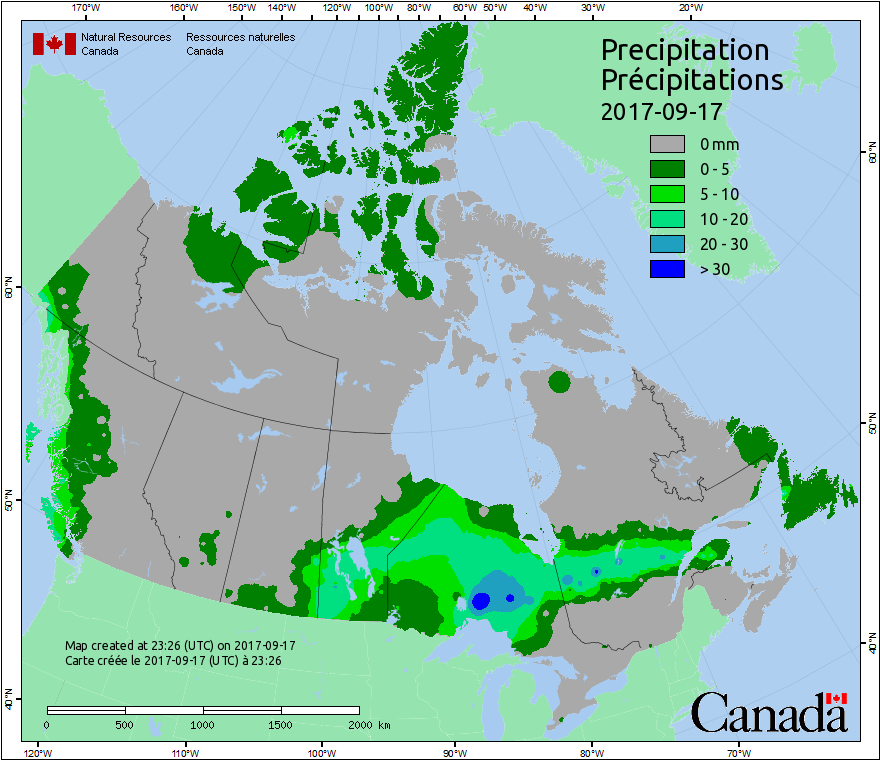 170°W 160°W 150°W 140°W 130°W 120°W 110°W 100°W 90°W 80°W 70°W 60°W 50°W 40°W 30°W 20°W
Natural Resources Ressources naturelles
Canada Canada
Precipitation
Précipitations
2017-09-17
0 mm
0 - 5
5 - 10
10 - 20
20 - 30
> 30
60°N 60°N
50°N 50°N
40°N 40°N
Map created at 23:26 (UTC) on 2017-09-17
Carte créée le 2017-09-17 (UTC) à 23:26
0 500 1000 1500 2000 km
Canada
120°W 110°W 100°W 90°W 80°W 70°W